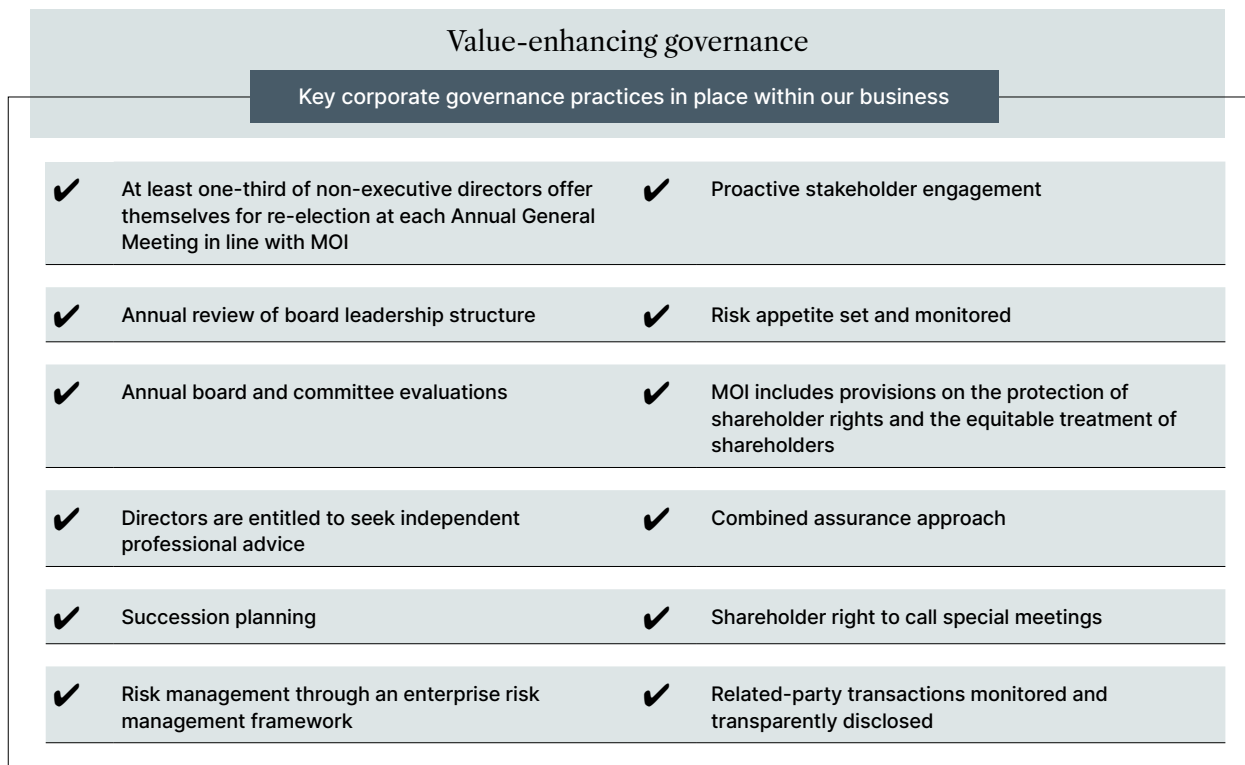 Value-enhancing governance
Key corporate governance practices in place within our business
✔ At least one-third of non-executive directors offer
themselves for re-election at each Annual General
Meeting in line with MOI
✔ Proactive stakeholder engagement
✔ Annual review of board leadership structure
✔ Risk appetite set and monitored
✔ Annual board and committee evaluations
✔ MOI includes provisions on the protection of
shareholder rights and the equitable treatment of
shareholders
✔ Directors are entitled to seek independent
professional advice
✔ Combined assurance approach
✔ Succession planning
✔ Shareholder right to call special meetings
✔ Risk management through an enterprise risk
management framework
✔ Related-party transactions monitored and
transparently disclosed